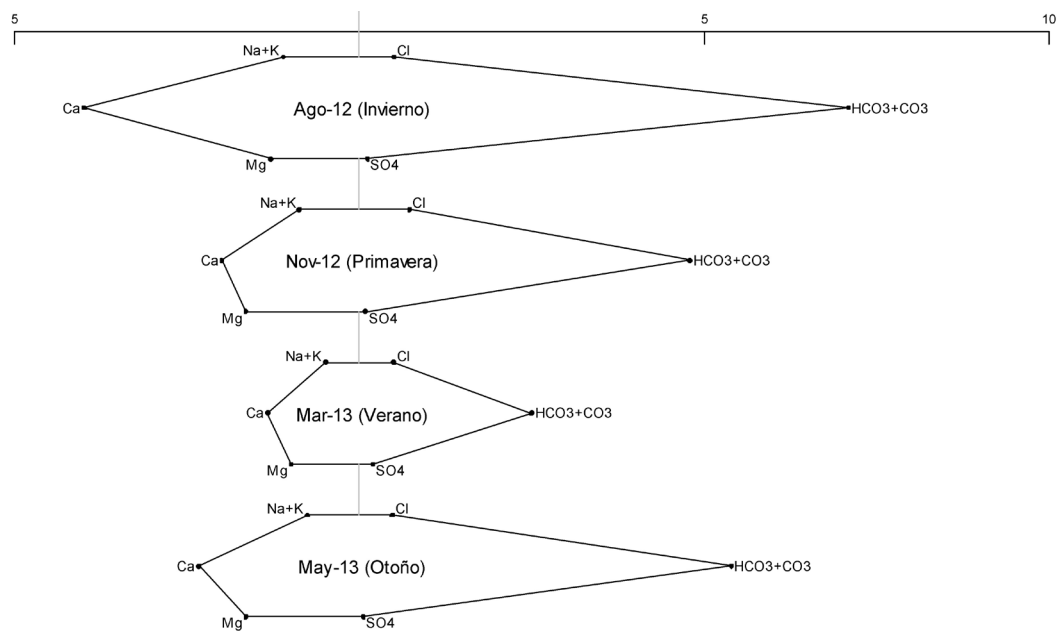 5 5 10
Na+K Cl
Ca Ago-12 (Invierno) HCO3+CO3
Mg SO4
Na+K Cl
Ca Nov-12 (Primavera) HCO3+CO3
Mg SO4
Na+K Cl
Ca Mar-13 (Verano) HCO3+CO3
Mg SO4
Na+K Cl
Ca May-13 (Otoño) HCO3+CO3
Mg SO4